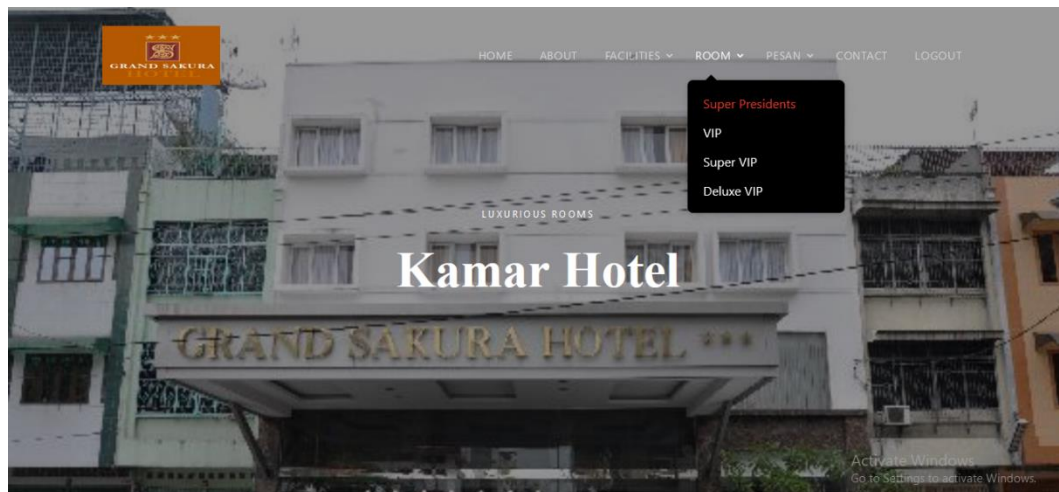 ★★★
GRAND SAKURA
HOTEL
HOME ABOUT FACILITIES ROOM PESAN CONTACT LOGOUT
Super Presidents
VIP
Super VIP
Deluxe VIP
LUXURIOUS ROOMS
Kamar Hotel
GRAND SAKURA HOTEL ★★★
Activate Windows
Go to Settings to activate Windows.